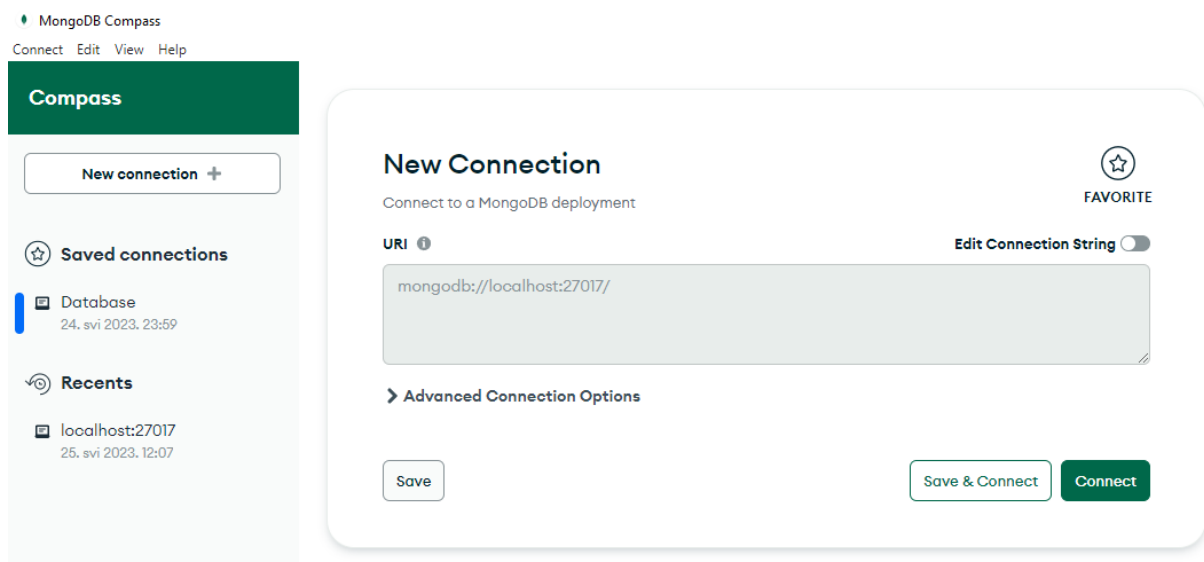 MongoDB Compass
Connect Edit View Help
Compass
New connection
Saved connections
Database
24. svi 2023. 23:59
Recents
localhost:27017
25. svi 2023. 12:07
New Connection
Connect to a MongoDB deployment
FAVORITE
URI
Edit Connection String
mongodb://localhost:27017/
Advanced Connection Options
Save
Save & Connect
Connect